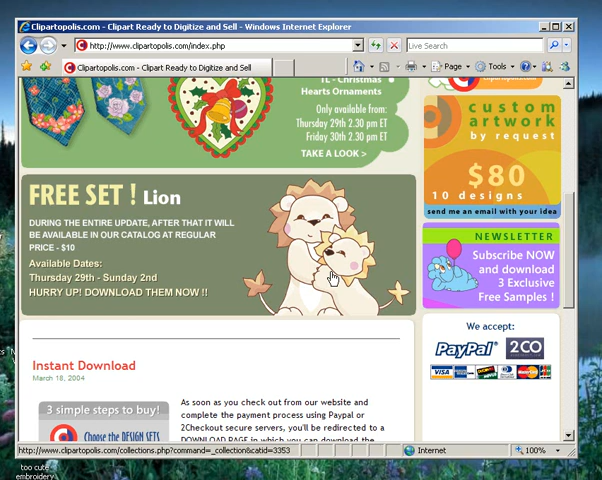 Clipartopolis.com - Clipart Ready to Digitize and Sell - Windows Internet Explorer
http://www.clipartopolis.com/index.php
Live Search
Clipartopolis.com - Clipart Ready to Digitize and Sell
Page
Tools
TL - Christmas
Hearts Ornaments
Only available from:
Thursday 29th 2.30 pm ET
Friday 30th 2.30 pm ET
TAKE A LOOK >
custom
artwork
by request
$80
10 designs
send me an email with your idea
FREE SET ! Lion
DURING THE ENTIRE UPDATE, AFTER THAT IT WILL
BE AVAILABLE IN OUR CATALOG AT REGULAR
PRICE - $10
Available Dates:
Thursday 29th - Sunday 2nd
HURRY UP! DOWNLOAD THEM NOW !!
NEWSLETTER
Subscribe NOW
and download
3 Exclusive
Free Samples !
We accept:
PayPal
2CO
VISA
Instant Download
March 18, 2004
3 simple steps to buy!
Choose the DESIGN SETS
As soon as you check out from our website and
complete the payment process using Paypal or
2Checkout secure servers, you'll be redirected to a
DOWNLOAD PAGE in which you can download the
http://www.clipartopolis.com/collections.php?command=_collection&catid=3353
Internet
100%
too cute
embroidery